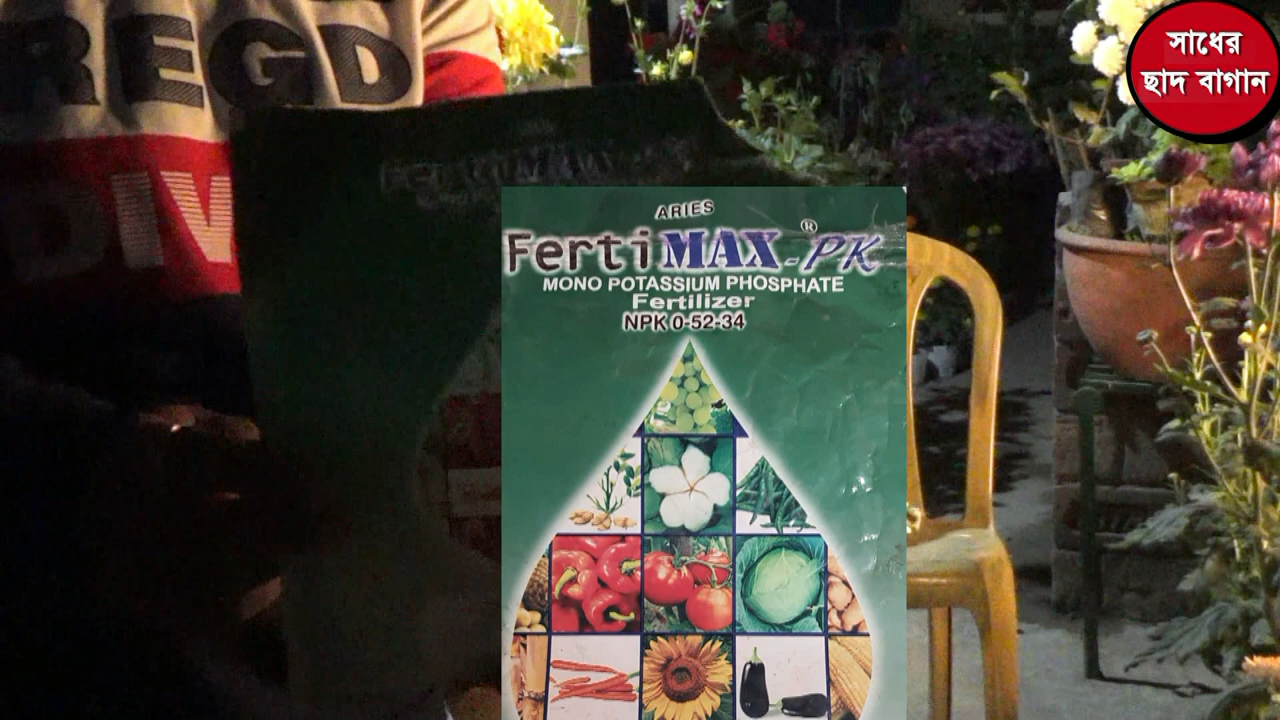 REGD
DIV
সাধের
ছাদ বাগান
ARIES
FertiMAX-PK®
MONO POTASSIUM PHOSPHATE
Fertilizer
NPK 0-52-34